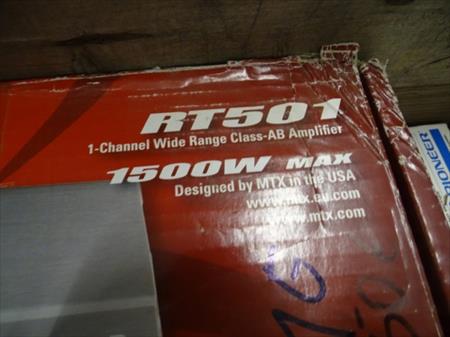 RT501
1-Channel Wide Range Class-AB Amplifier
1500W MAX
Designed by MTX in the USA
www.mtx.eu.com
www.mtx.com
PIONEER